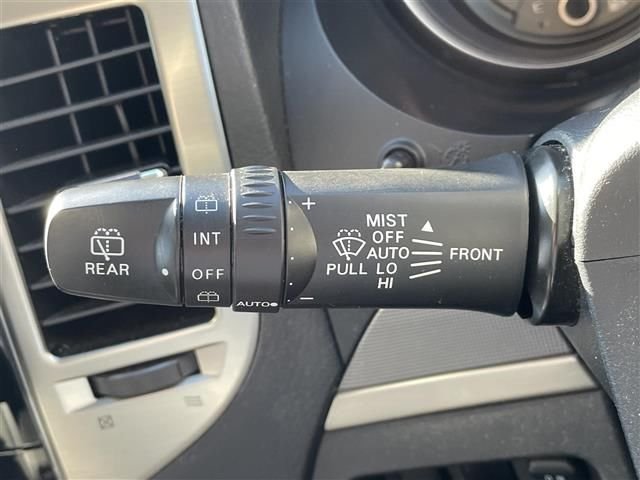 REAR
INT
OFF
AUTO
+
−
MIST
OFF
AUTO
PULL LO
HI
FRONT
E